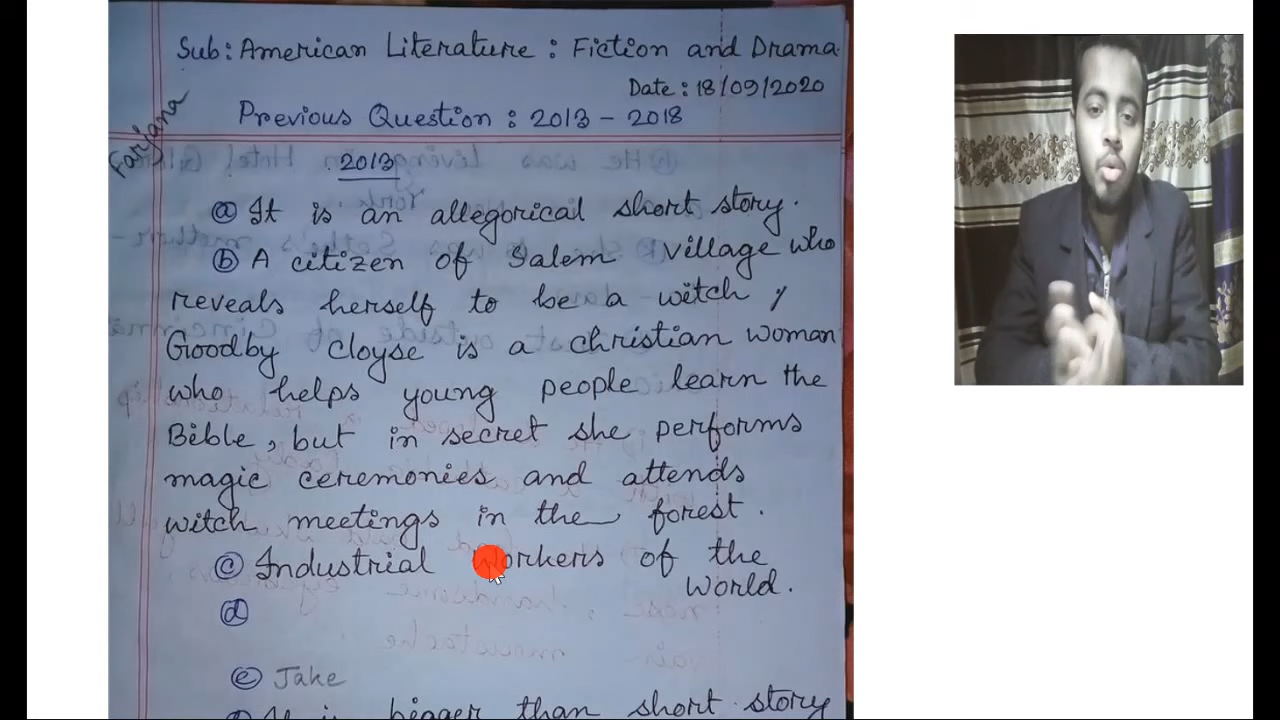 Sub: American Literature: Fiction and Drama
Date: 18/09/2020
Previous Question: 2013 - 2018
Farjana
2013
ⓐ It is an allegorical short story.
ⓑ A citizen of Salem village who
reveals herself to be a witch,
Goodby Cloyse is a christian woman
who helps young people learn the
Bible, but in secret she performs
magic ceremonies and attends
witch meetings in the forest.
ⓒ Industrial workers of the
world.
ⓓ
ⓔ Jake
It is bigger than short story